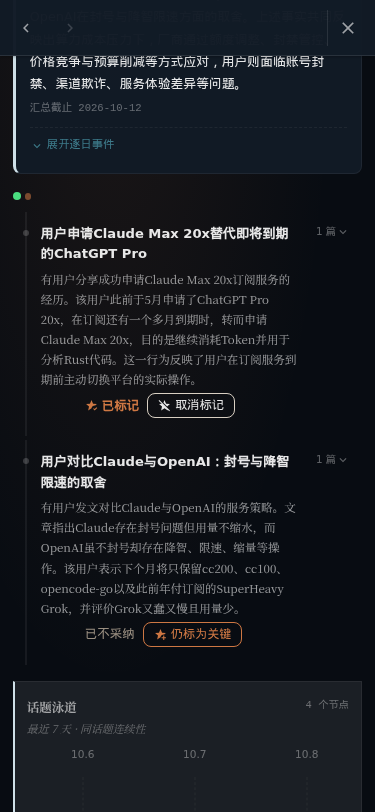 价格竞争与预算削减等方式应对，用户则面临账号封
禁、渠道欺诈、服务体验差异等问题。
汇总截止 2026-10-12
展开逐日事件
用户申请Claude Max 20x替代即将到期
的ChatGPT Pro
1 篇
有用户分享成功申请Claude Max 20x订阅服务的
经历。该用户此前于5月申请了ChatGPT Pro
20x，在订阅还有一个多月到期时，转而申请
Claude Max 20x，目的是继续消耗Token并用于
分析Rust代码。这一行为反映了用户在订阅服务到
期前主动切换平台的实际操作。
已标记
取消标记
用户对比Claude与OpenAI：封号与降智
限速的取舍
1 篇
有用户发文对比Claude与OpenAI的服务策略。文
章指出Claude存在封号问题但用量不缩水，而
OpenAI虽不封号却存在降智、限速、缩量等操
作。该用户表示下个月将只保留cc200、cc100、
opencode-go以及此前年付订阅的SuperHeavy
Grok，并评价Grok又蠢又慢且用量少。
已不采纳
仍标为关键
话题泳道
4 个节点
最近 7 天 · 同话题连续性
10.6
10.7
10.8